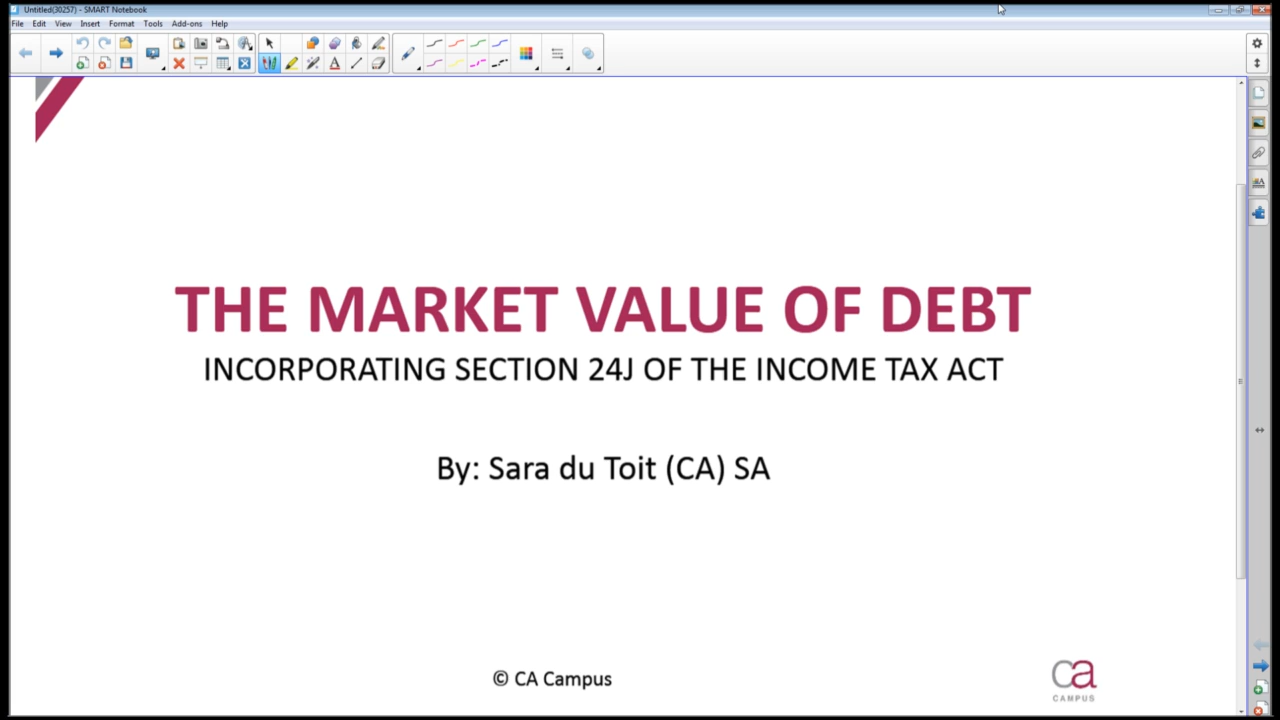 Untitled(30257) - SMART Notebook
File Edit View Insert Format Tools Add-ons Help
THE MARKET VALUE OF DEBT
INCORPORATING SECTION 24J OF THE INCOME TAX ACT
By: Sara du Toit (CA) SA
© CA Campus
ca
CAMPUS